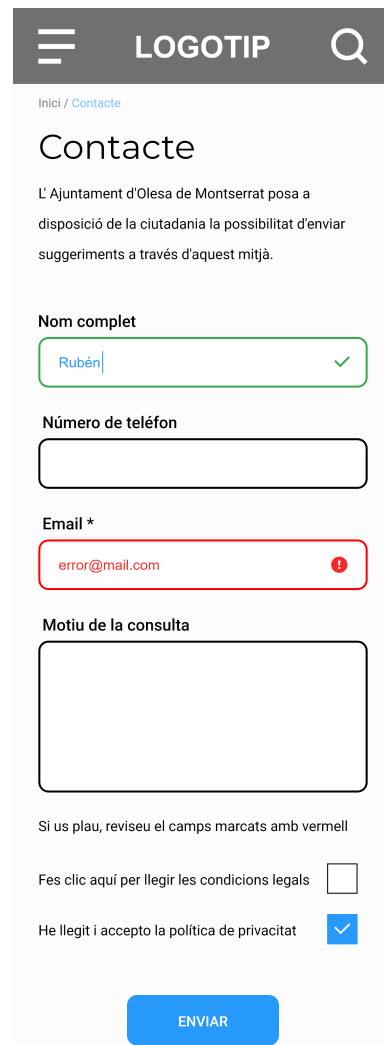 LOGOTIP
Inici / Contacte
Contacte
L' Ajuntament d'Olesa de Montserrat posa a
disposició de la ciutadania la possibilitat d'enviar
suggeriments a través d'aquest mitjà.
Nom complet
Rubén
Número de teléfon
Email *
error@mail.com
Motiu de la consulta
Si us plau, reviseu el camps marcats amb vermell
Fes clic aquí per llegir les condicions legals
He llegit i accepto la política de privacitat
ENVIAR